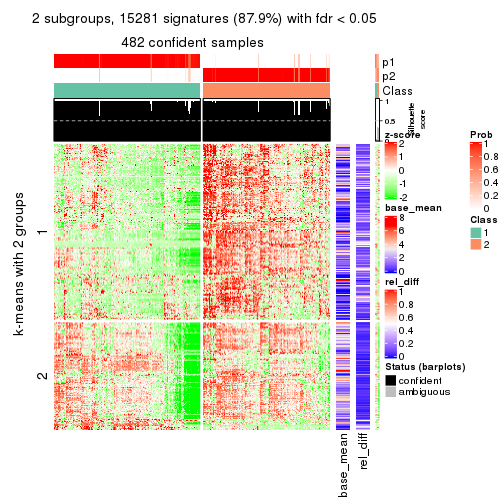 2 subgroups, 15281 signatures (87.9%) with fdr < 0.05
482 confident samples
p1
p2
Class
1
0.5
Silhouette
score
k-means with 2 groups
1
2
base_mean
rel_diff
z-score
2
1
0
-1
-2
base_mean
8
6
4
2
0
rel_diff
1
0.8
0.6
0.4
0.2
0
Status (barplots)
confident
ambiguous
Prob
1
0.8
0.6
0.4
0.2
0
Class
1
2